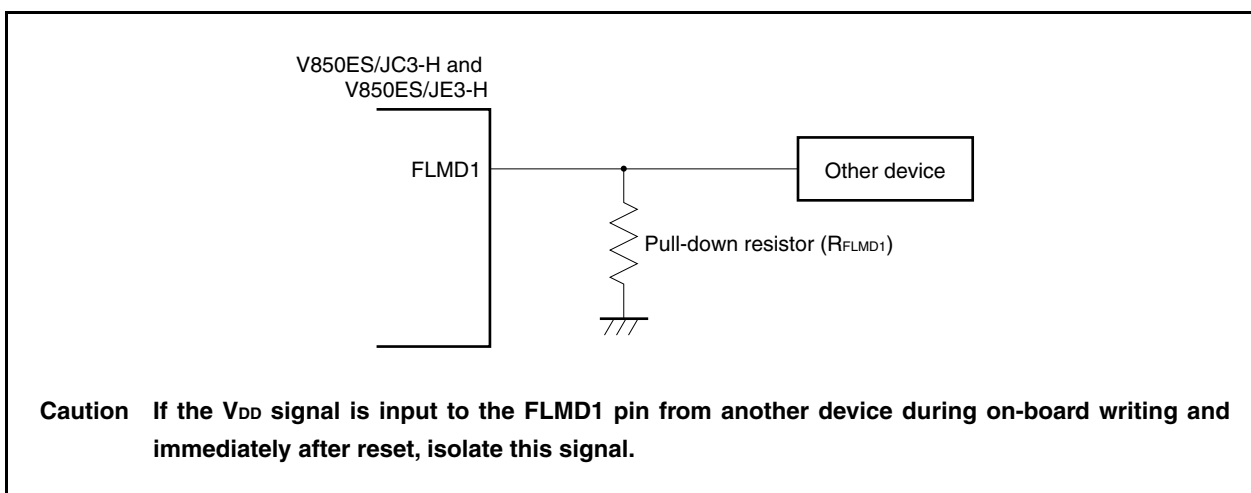 V850ES/JC3-H and
V850ES/JE3-H
FLMD1
Other device
Pull-down resistor (RFLMD1)
Caution If the VDD signal is input to the FLMD1 pin from another device during on-board writing and
immediately after reset, isolate this signal.